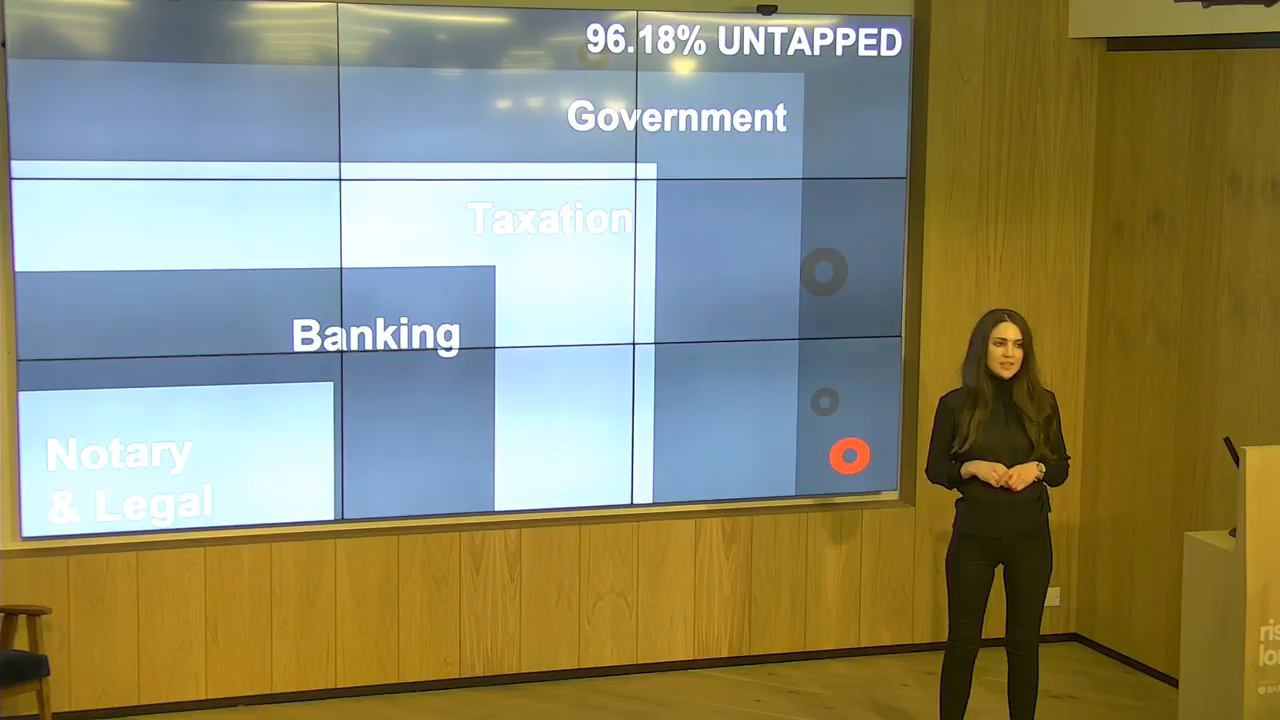 96.18% UNTAPPED
Government
Taxation
Banking
Notary
& Legal